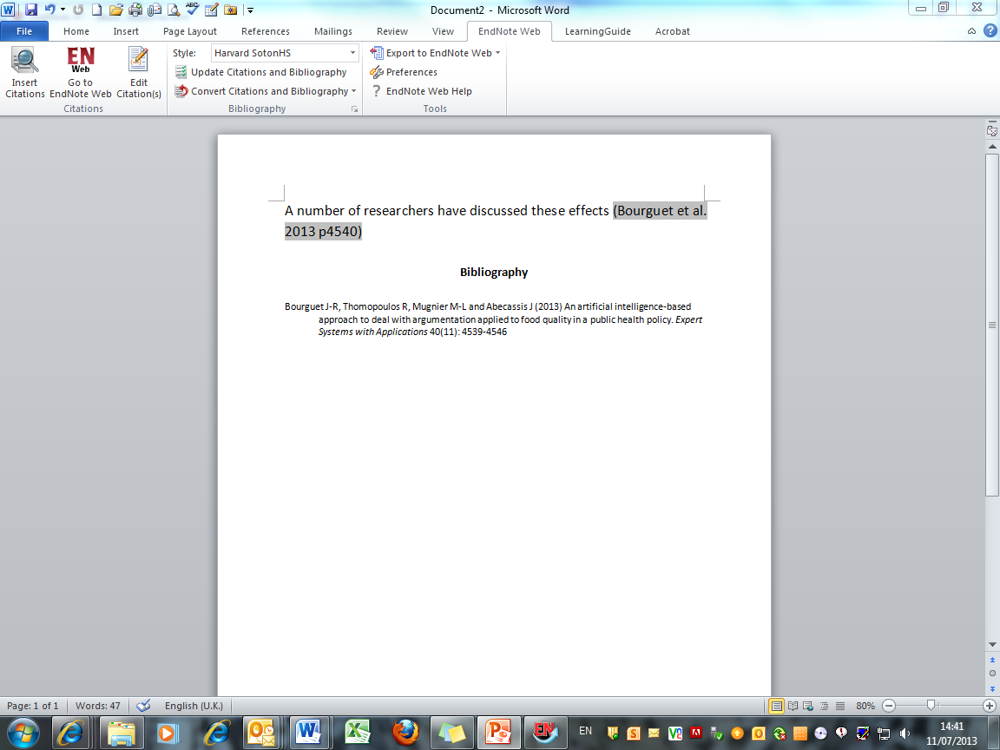 Document2 - Microsoft Word
File Home Insert Page Layout References Mailings Review View EndNote Web LearningGuide Acrobat
Insert Citations
EN Web
Go to EndNote Web
Edit Citation(s)
Citations
Style: Harvard SotonHS
Update Citations and Bibliography
Convert Citations and Bibliography
Bibliography
Export to EndNote Web
Preferences
EndNote Web Help
Tools
A number of researchers have discussed these effects (Bourguet et al.
2013 p4540)
Bibliography
Bourguet J-R, Thomopoulos R, Mugnier M-L and Abecassis J (2013) An artificial intelligence-based
approach to deal with argumentation applied to food quality in a public health policy. Expert
Systems with Applications 40(11): 4539-4546
Page: 1 of 1 Words: 47 English (U.K.) 80%
EN 14:41
11/07/2013